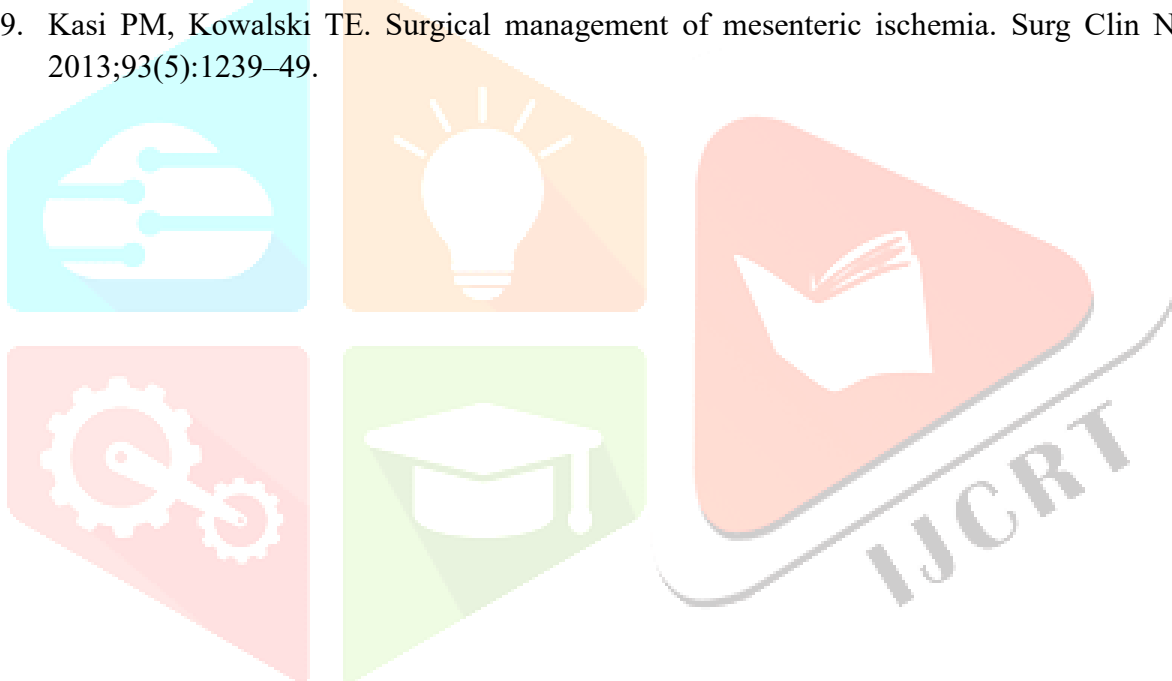 9. Kasi PM, Kowalski TE. Surgical management of mesenteric ischemia. Surg Clin N
2013;93(5):1239–49.
IJCRT